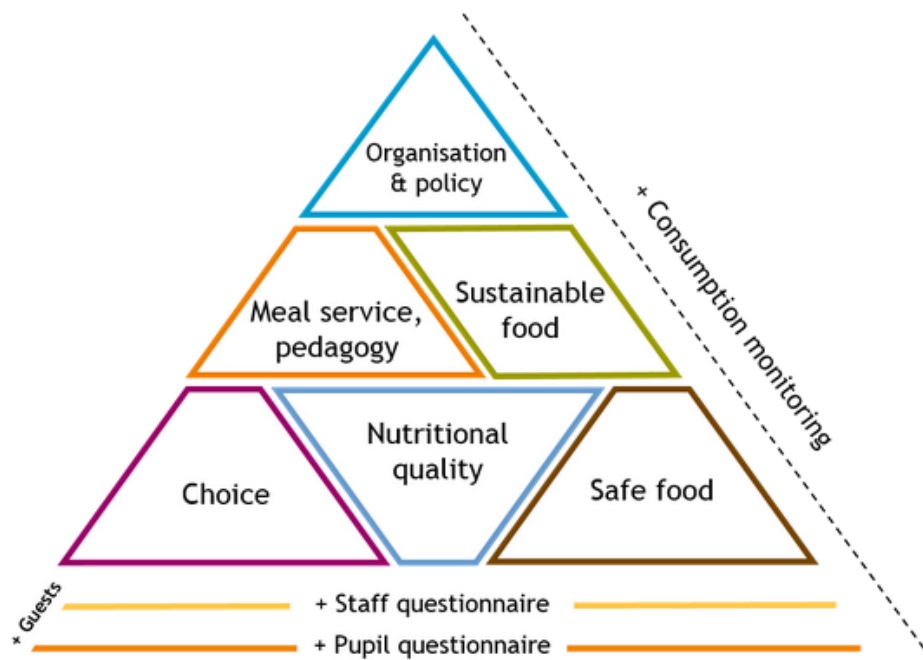 Organisation
& policy
Meal service,
pedagogy
Sustainable
food
+ Consumption monitoring
Choice
Nutritional
quality
Safe food
+ Guests
+ Staff questionnaire
+ Pupil questionnaire